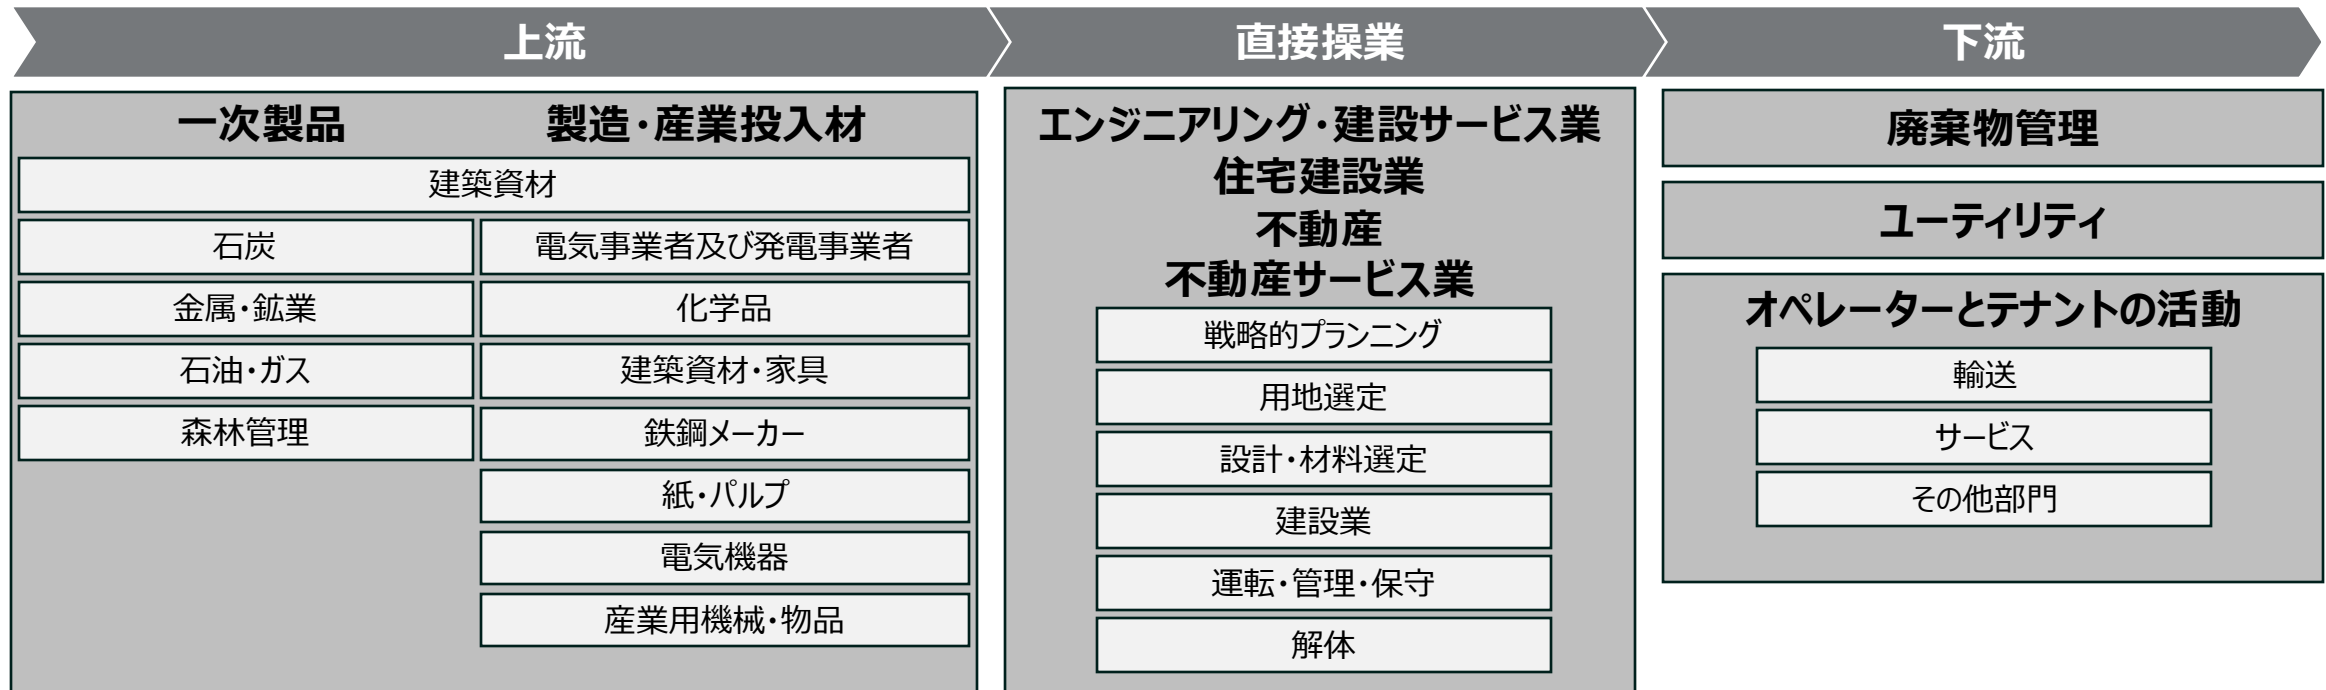 上流
直接操業
下流
一次製品
製造・産業投入材
建築資材
石炭
電気事業者及び発電事業者
金属・鉱業
化学品
石油・ガス
建築資材・家具
森林管理
鉄鋼メーカー
紙・パルプ
電気機器
産業用機械・物品
エンジニアリング・建設サービス業
住宅建設業
不動産
不動産サービス業
戦略的プランニング
用地選定
設計・材料選定
建設業
運転・管理・保守
解体
廃棄物管理
ユーティリティ
オペレーターとテナントの活動
輸送
サービス
その他部門